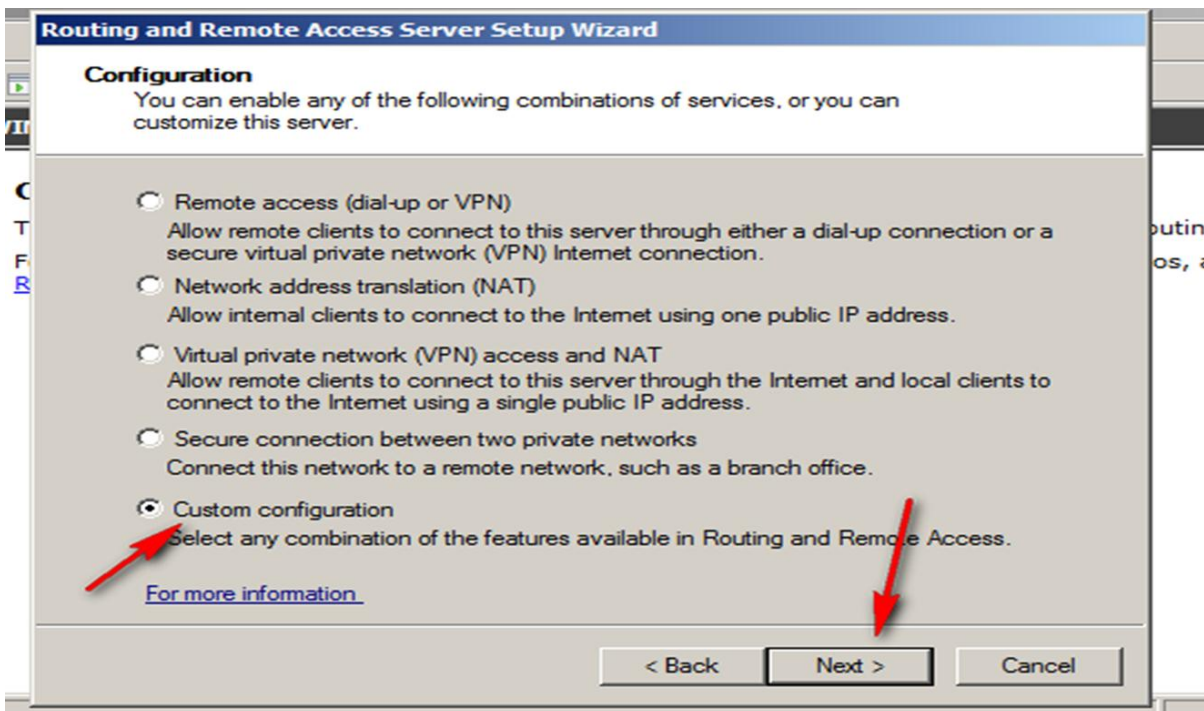 Routing and Remote Access Server Setup Wizard
Configuration
You can enable any of the following combinations of services, or you can
customize this server.
Remote access (dial-up or VPN)
Allow remote clients to connect to this server through either a dial-up connection or a
secure virtual private network (VPN) Internet connection.
Network address translation (NAT)
Allow internal clients to connect to the Internet using one public IP address.
Virtual private network (VPN) access and NAT
Allow remote clients to connect to this server through the Internet and local clients to
connect to the Internet using a single public IP address.
Secure connection between two private networks
Connect this network to a remote network, such as a branch office.
Custom configuration
Select any combination of the features available in Routing and Remote Access.
For more information
< Back
Next >
Cancel